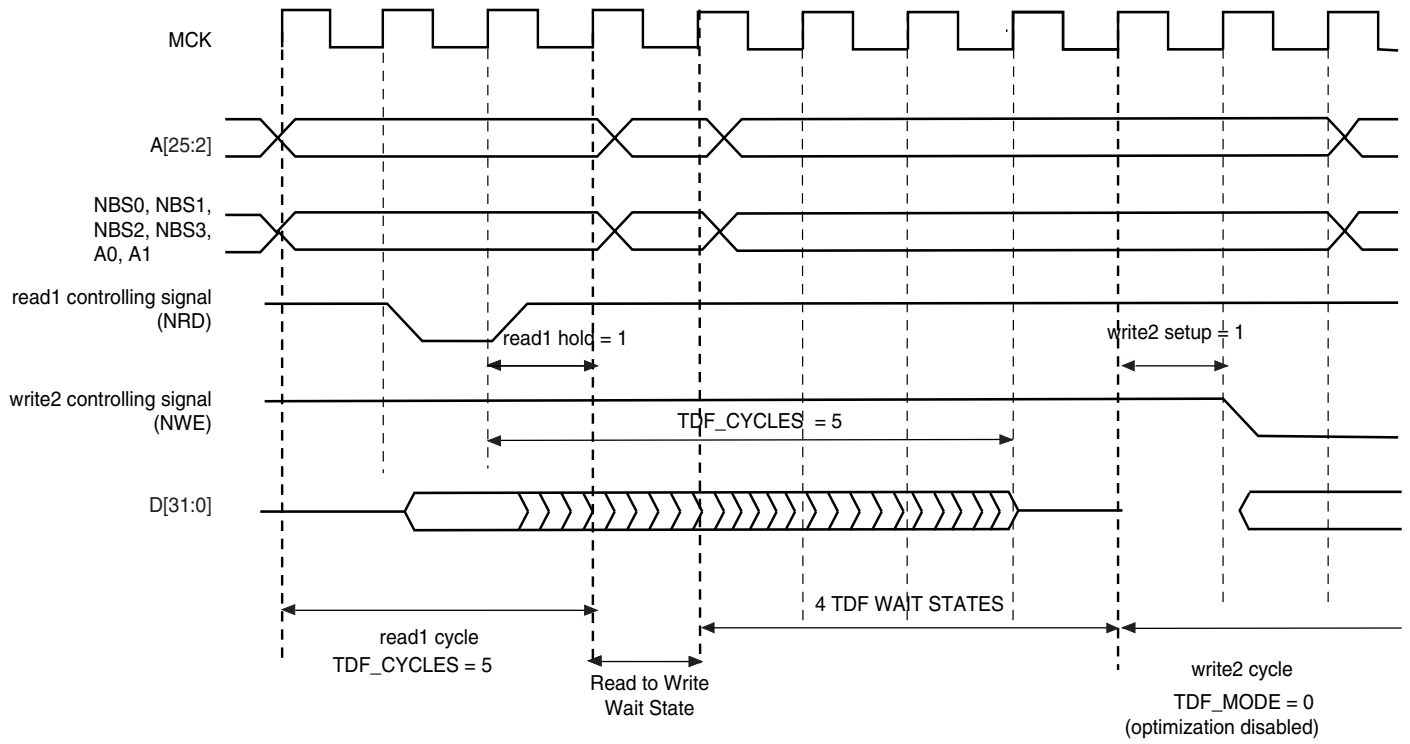 MCK
A[25:2]
NBS0, NBS1,
NBS2, NBS3,
A0, A1
read1 controlling signal
(NRD)
read1 hold = 1
write2 setup = 1
write2 controlling signal
(NWE)
TDF_CYCLES = 5
D[31:0]
4 TDF WAIT STATES
read1 cycle
TDF_CYCLES = 5
Read to Write
Wait State
write2 cycle
TDF_MODE = 0
(optimization disabled)